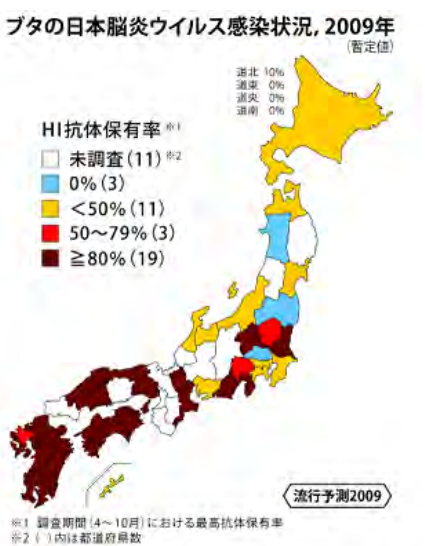 ブタの日本脳炎ウイルス感染状況, 2009年
(暫定値)
道北 10%
道東 0%
道央 0%
道南 0%
HI抗体保有率 ※1
未調査(11) ※2
0%(3)
<50%(11)
50〜79%(3)
≧80%(19)
流行予測2009
※1 調査期間(4〜10月)における最高抗体保有率
※2 ( )内は都道府県数